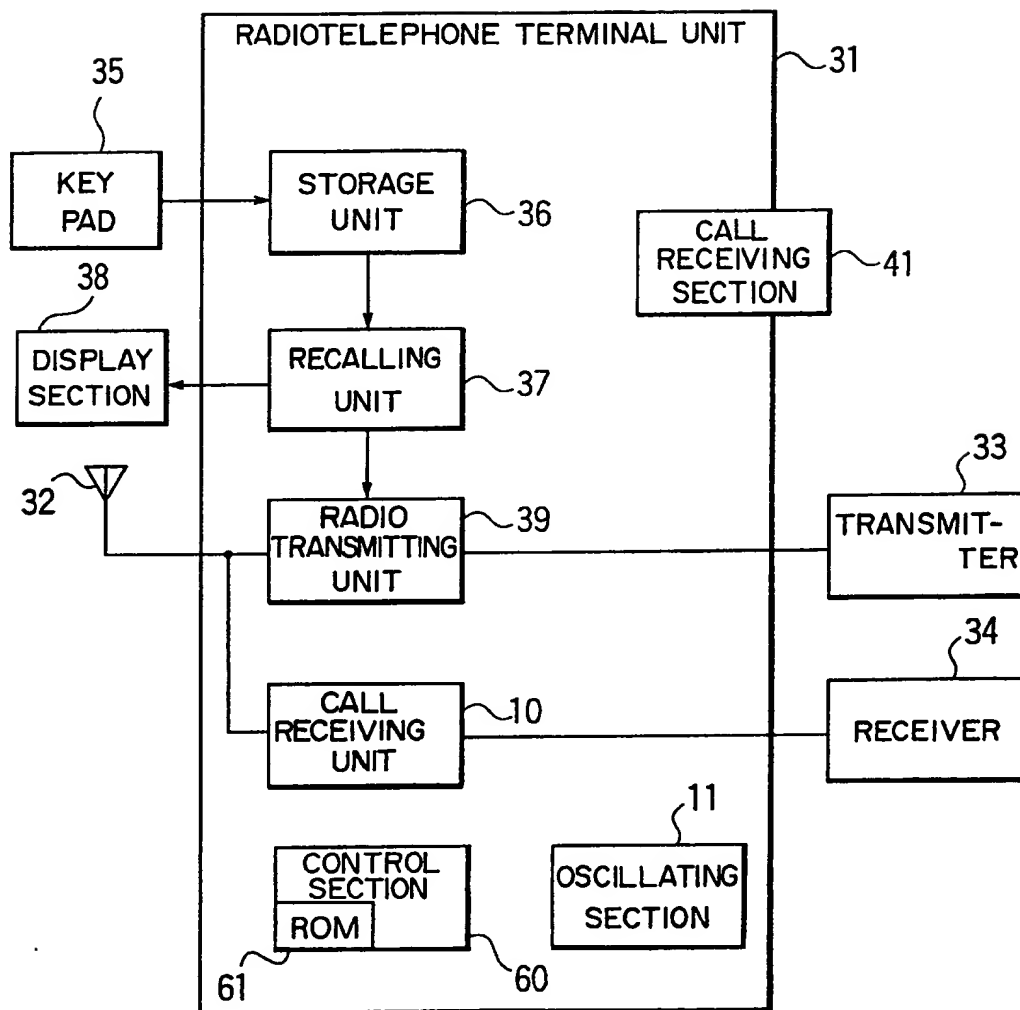 RADIOTELEPHONE TERMINAL UNIT
31
35
KEY
PAD
STORAGE
UNIT
36
CALL
RECEIVING
SECTION
41
38
DISPLAY
SECTION
RECALLING
UNIT
37
32
RADIO
TRANSMITTING
UNIT
39
33
TRANSMIT-
TER
CALL
RECEIVING
UNIT
10
34
RECEIVER
CONTROL
SECTION
ROM
61
60
11
OSCILLATING
SECTION